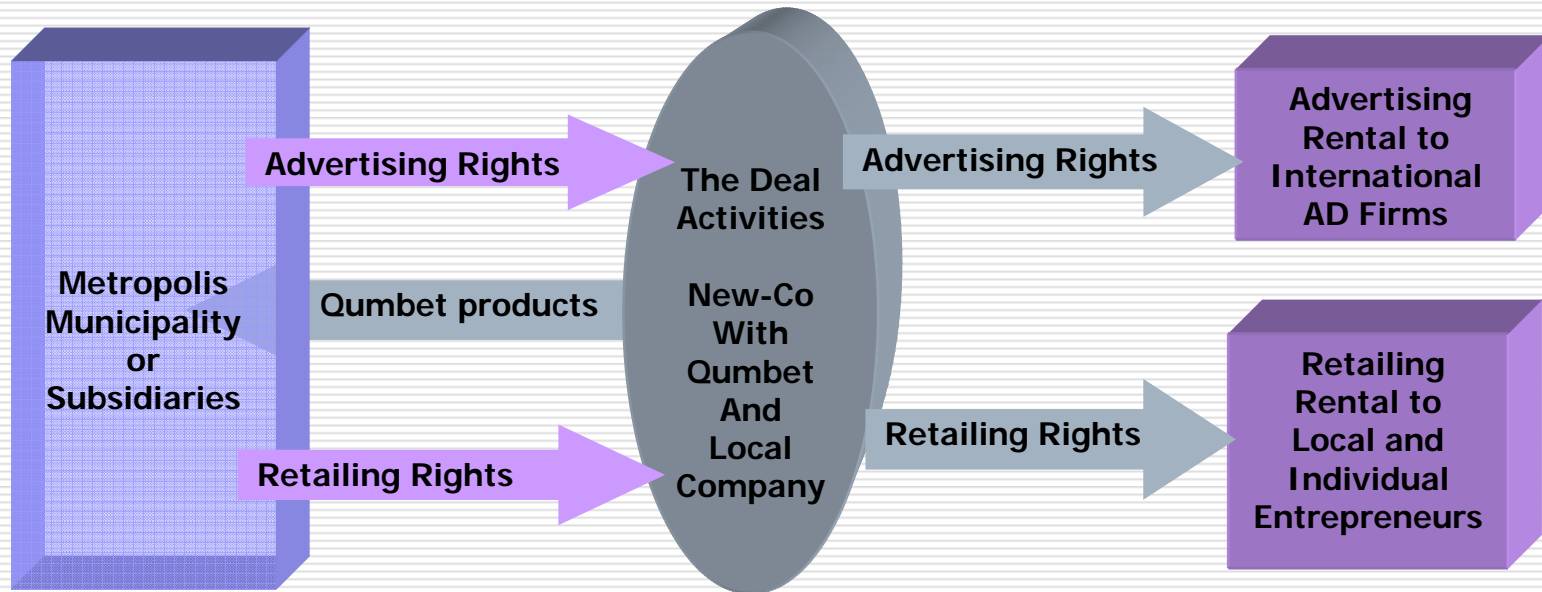 Metropolis
Municipality
or
Subsidiaries
Advertising Rights
Qumbet products
Retailing Rights
The Deal
Activities
New-Co
With
Qumbet
And
Local
Company
Advertising Rights
Retailing Rights
Advertising
Rental to
International
AD Firms
Retailing
Rental to
Local and
Individual
Entrepreneurs